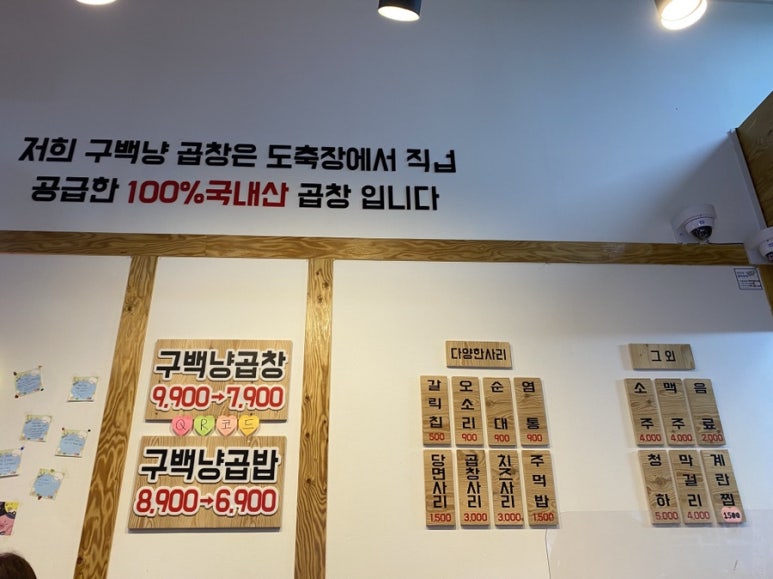 저희 구백냥 곱창은 도축장에서 직넙
공급한 100%국내산 곱창 입니다
구백냥곱창
9,900→7,900
QR코드
구백냥곱밥
8,900→6,900
다양한사리
갈릭칩 500
오소리 900
순대 900
염통 900
당면사리 1,500
곱창사리 3,000
치즈사리 3,000
주먹밥 1,500
그외
소주 4,000
맥주 4,000
음료 2,000
청하 5,000
막걸리 4,000
계란찜 1500